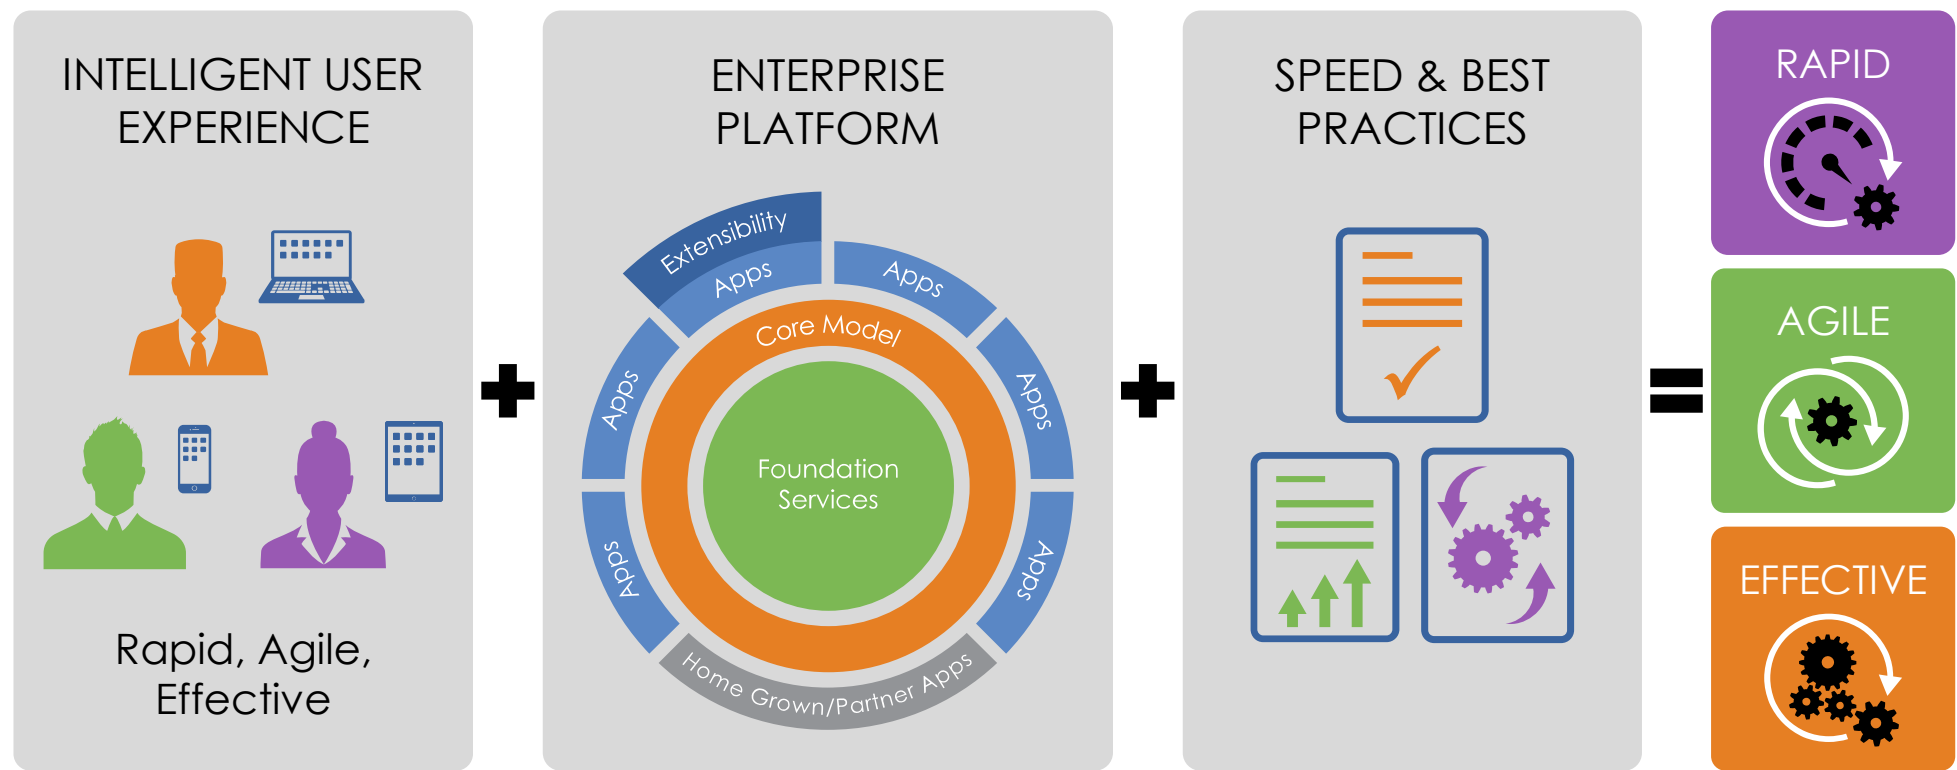 INTELLIGENT USER
EXPERIENCE
Rapid, Agile,
Effective
ENTERPRISE
PLATFORM
Extensibility
Apps
Apps
Apps
Apps
Apps
Apps
Core Model
Foundation
Services
Home Grown/Partner Apps
SPEED & BEST
PRACTICES
RAPID
AGILE
EFFECTIVE